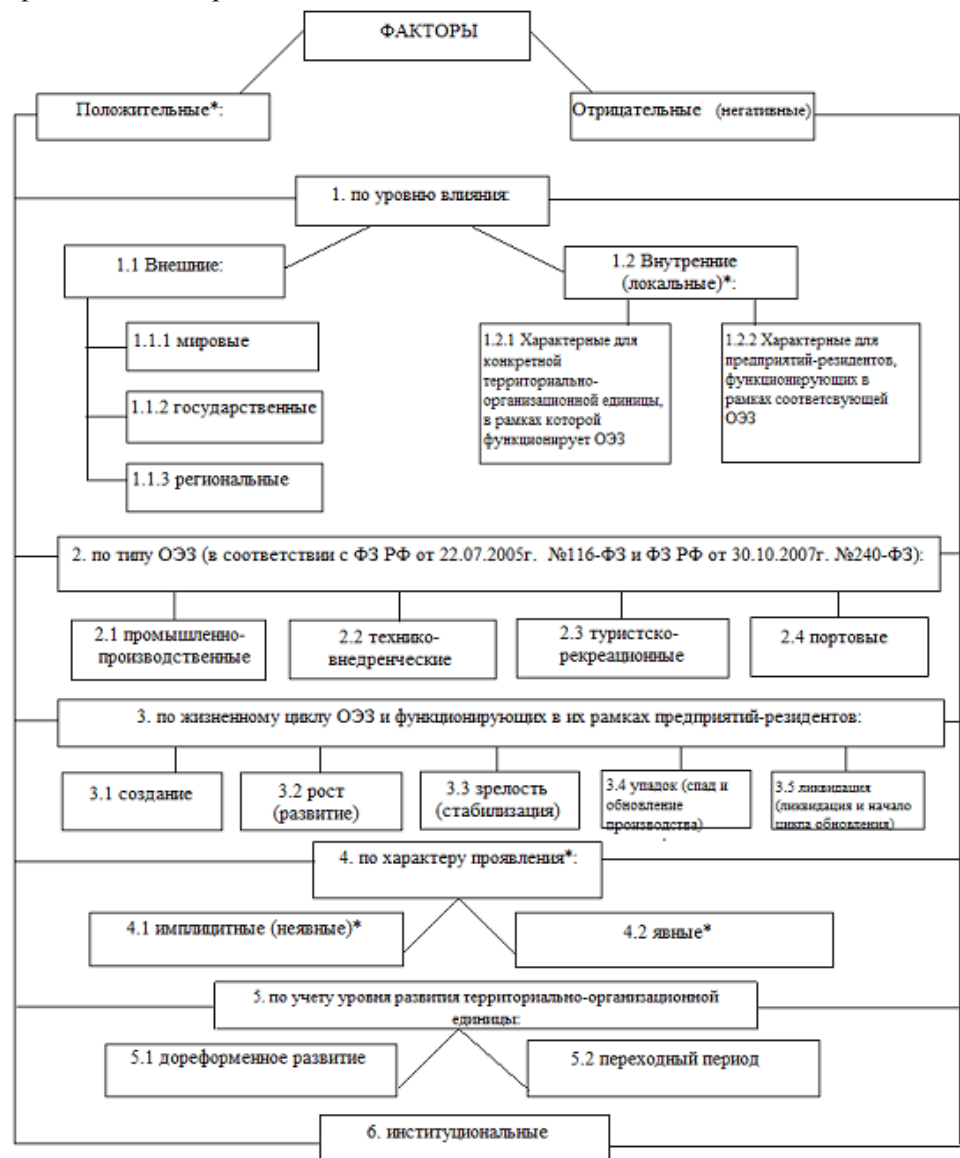 ФАКТОРЫ
Положительные*:
Отрицательные (негативные)
1. по уровню влияния:
1.1 Внешние:
1.2 Внутренние
(локальные)*:
1.1.1 мировые
1.1.2 государственные
1.1.3 региональные
1.2.1 Характерные для
конкретной
территориально-
организационной единицы,
в рамках которой
функционирует ОЭЗ
1.2.2 Характерные для
предприятий-резидентов,
функционирующих в
рамках соответсвующей
ОЭЗ
2. по типу ОЭЗ (в соответствии с ФЗ РФ от 22.07.2005г. №116-ФЗ и ФЗ РФ от 30.10.2007г. №240-ФЗ):
2.1 промышленно-
производственные
2.2 технико-
внедренческие
2.3 туристско-
рекреационные
2.4 портовые
3. по жизненному циклу ОЭЗ и функционирующих в их рамках предприятий-резидентов:
3.1 создание
3.2 рост
(развитие)
3.3 зрелость
(стабилизация)
3.4 упадок (спад и
обновление
производства)
3.5 ликвидация
(ликвидация и начало
цикла обновления)
4. по характеру проявления*:
4.1 имплицитные (неявные)*
4.2 явные*
5. по учету уровня развития территориально-организационной
единицы:
5.1 дореформенное развитие
5.2 переходный период
6. институциональные